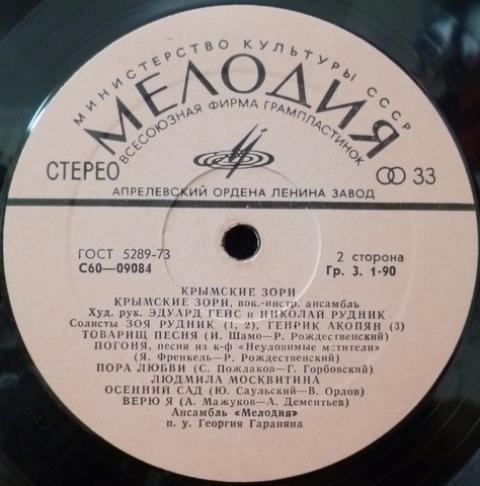 МИНИСТЕРСТВО КУЛЬТУРЫ СССР
МЕЛОДИЯ
ВСЕСОЮЗНАЯ ФИРМА ГРАМПЛАСТИНОК
СТЕРЕО 33
АПРЕЛЕВСКИЙ ОРДЕНА ЛЕНИНА ЗАВОД
ГОСТ 5289-73 2 сторона
С60—09084 Гр. 3. 1-90
КРЫМСКИЕ ЗОРИ
КРЫМСКИЕ ЗОРИ, вок.-инстр. ансамбль
Худ. рук. ЭДУАРД ГЕЙС и НИКОЛАЙ РУДНИК
Солисты ЗОЯ РУДНИК (1, 2), ГЕНРИК АКОПЯН (3)
ТОВАРИЩ ПЕСНЯ (И. Шамо—Р. Рождественский)
ПОГОНЯ, песня из к-ф «Неуловимые мстители»
(Я. Френкель—Р. Рождественский)
ПОРА ЛЮБВИ (С. Пожлаков—Г. Горбовский)
ЛЮДМИЛА МОСКВИТИНА
ОСЕННИЙ САД (Ю. Саульский—В. Орлов)
ВЕРЮ Я (А. Мажуков—А. Дементьев)
Ансамбль «Мелодия»
п. у. Георгия Гараняна